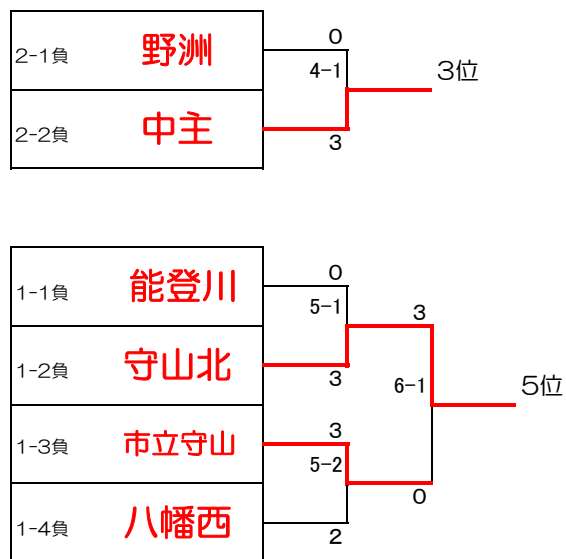 2-1負 野洲 0
4-1 3位
2-2負 中主 3
1-1負 能登川 0
5-1 3
1-2負 守山北 3
6-1 5位
1-3負 市立守山 3
5-2 0
1-4負 八幡西 2